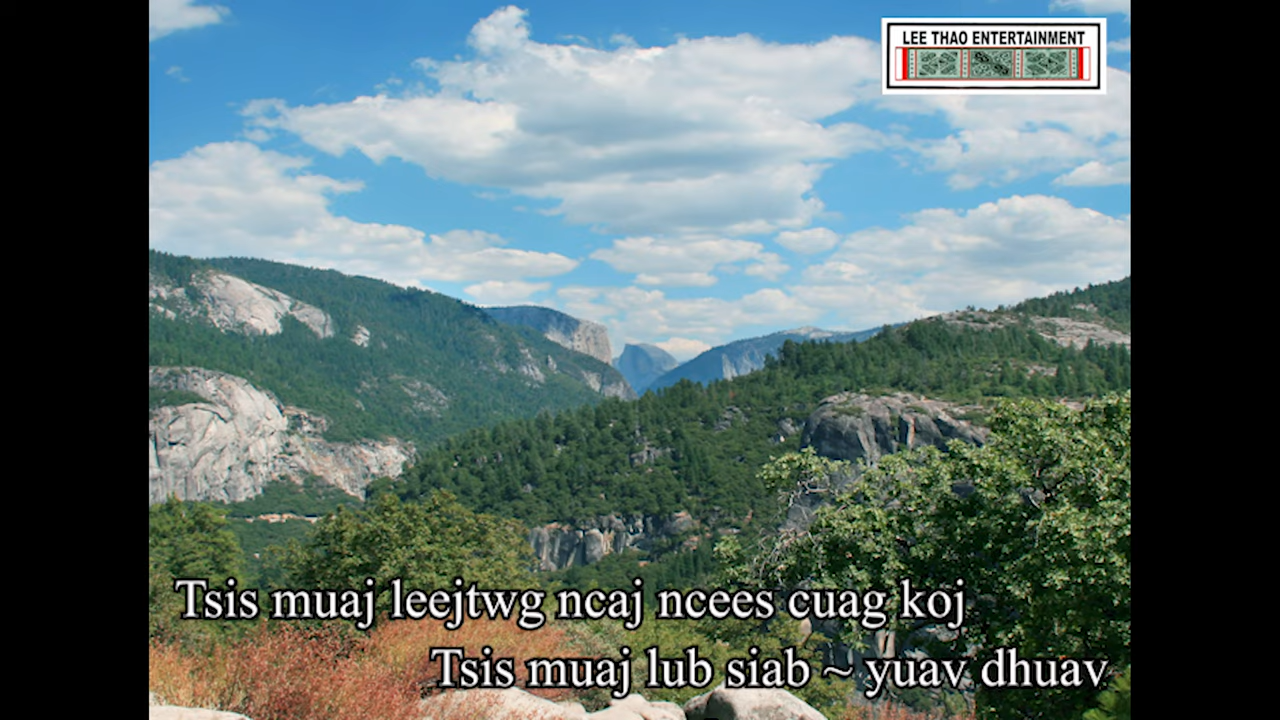 LEE THAO ENTERTAINMENT
Tsis muaj leejtwg ncaj ncees cuag koj
Tsis muaj lub siab ~ yuav dhuav